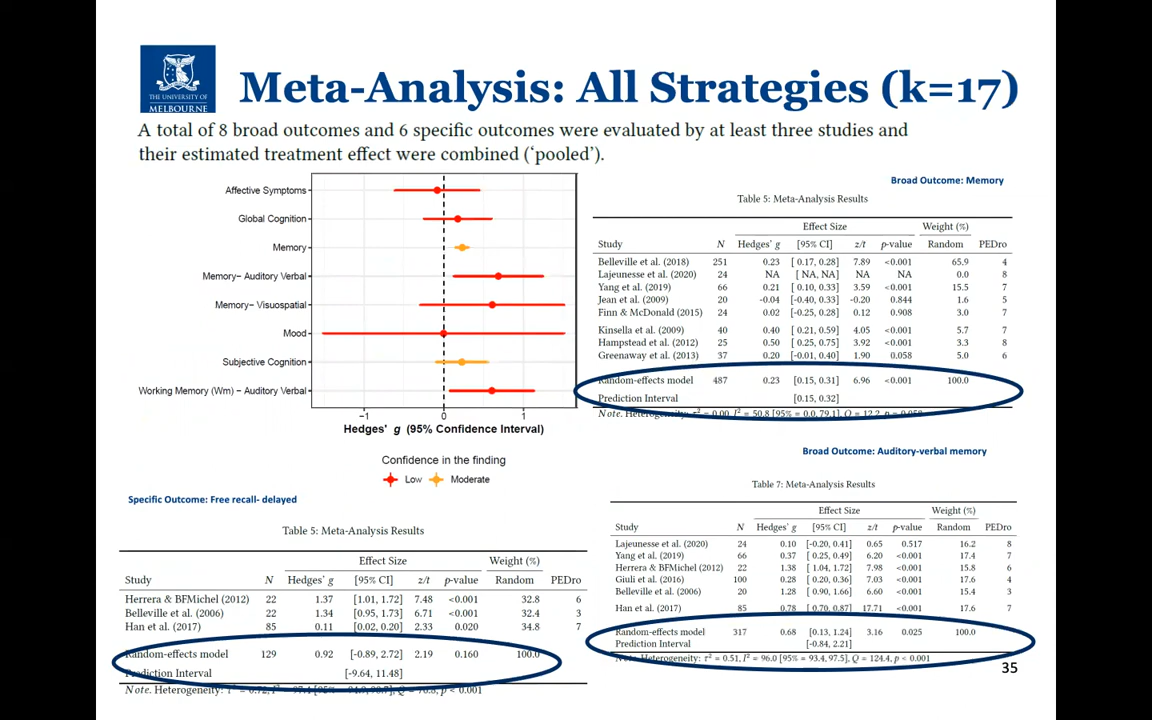 THE UNIVERSITY OF
MELBOURNE
Meta-Analysis: All Strategies (k=17)
A total of 8 broad outcomes and 6 specific outcomes were evaluated by at least three studies and
their estimated treatment effect were combined (‘pooled’).
Affective Symptoms
Global Cognition
Memory
Memory− Auditory Verbal
Memory− Visuospatial
Mood
Subjective Cognition
Working Memory (Wm) − Auditory Verbal
−1 0 1
Hedges' g (95% Confidence Interval)
Confidence in the finding
Low Moderate
Broad Outcome: Memory
Table 5: Meta-Analysis Results
Effect Size Weight (%)
Study N Hedges' g [95% CI] z/t p-value Random PEDro
Belleville et al. (2018) 251 0.23 [ 0.17, 0.28] 7.89 <0.001 65.9 4
Lajeunesse et al. (2020) 24 NA [ NA, NA] NA NA 0.0 8
Yang et al. (2019) 66 0.21 [ 0.10, 0.33] 3.59 <0.001 15.5 7
Jean et al. (2009) 20 -0.04 [-0.40, 0.33] -0.20 0.844 1.6 5
Finn & McDonald (2015) 24 0.02 [-0.25, 0.28] 0.12 0.908 3.0 7
Kinsella et al. (2009) 40 0.40 [ 0.21, 0.59] 4.05 <0.001 5.7 7
Hampstead et al. (2012) 25 0.50 [ 0.25, 0.75] 3.92 <0.001 3.3 8
Greenaway et al. (2013) 37 0.20 [-0.01, 0.40] 1.90 0.058 5.0 6
Random-effects model 487 0.23 [0.15, 0.31] 6.96 <0.001 100.0
Prediction Interval [0.15, 0.32]
Note. Heterogeneity: τ² = 0.00, I² = 50.8 [95% = 0.0, 79.1], Q = 12.2, p =
Broad Outcome: Auditory-verbal memory
Table 7: Meta-Analysis Results
Effect Size Weight (%)
Study N Hedges' g [95% CI] z/t p-value Random PEDro
Lajeunesse et al. (2020) 24 0.10 [-0.20, 0.41] 0.65 0.517 16.2 8
Yang et al. (2019) 66 0.37 [ 0.25, 0.49] 6.20 <0.001 17.4 7
Herrera & BFMichel (2012) 22 1.38 [ 1.04, 1.72] 7.98 <0.001 15.8 6
Giuli et al. (2016) 100 0.28 [ 0.20, 0.36] 7.03 <0.001 17.6 4
Belleville et al. (2006) 20 1.28 [ 0.90, 1.66] 6.60 <0.001 15.4 3
Han et al. (2017) 85 0.78 [ 0.70, 0.87] 17.71 <0.001 17.6 7
Random-effects model 317 0.68 [0.13, 1.24] 3.16 0.025 100.0
Prediction Interval [-0.84, 2.21]
Note. Heterogeneity: τ² = 0.51, I² = 96.0 [95% = 93.4, 97.5], Q = 124.4, p < 0.001
Specific Outcome: Free recall- delayed
Table 5: Meta-Analysis Results
Effect Size Weight (%)
Study N Hedges' g [95% CI] z/t p-value Random PEDro
Herrera & BFMichel (2012) 22 1.37 [1.01, 1.72] 7.48 <0.001 32.8 6
Belleville et al. (2006) 22 1.34 [0.95, 1.73] 6.71 <0.001 32.4 3
Han et al. (2017) 85 0.11 [0.02, 0.20] 2.33 0.020 34.8 7
Random-effects model 129 0.92 [-0.89, 2.72] 2.19 0.160 100.0
Prediction Interval [-9.64, 11.48]
Note. Heterogeneity: p < 0.001
35